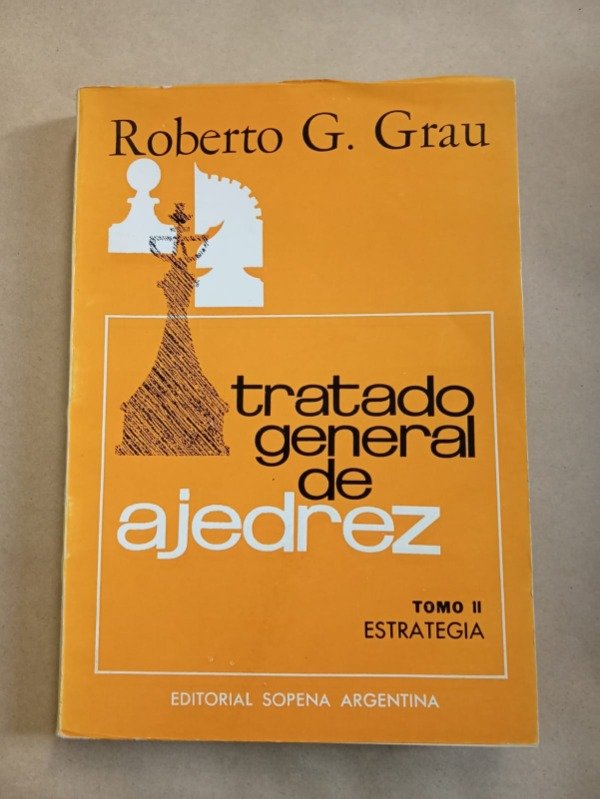 Roberto G. Grau
tratado
general
de
ajedrez
TOMO II
ESTRATEGIA
EDITORIAL SOPENA ARGENTINA